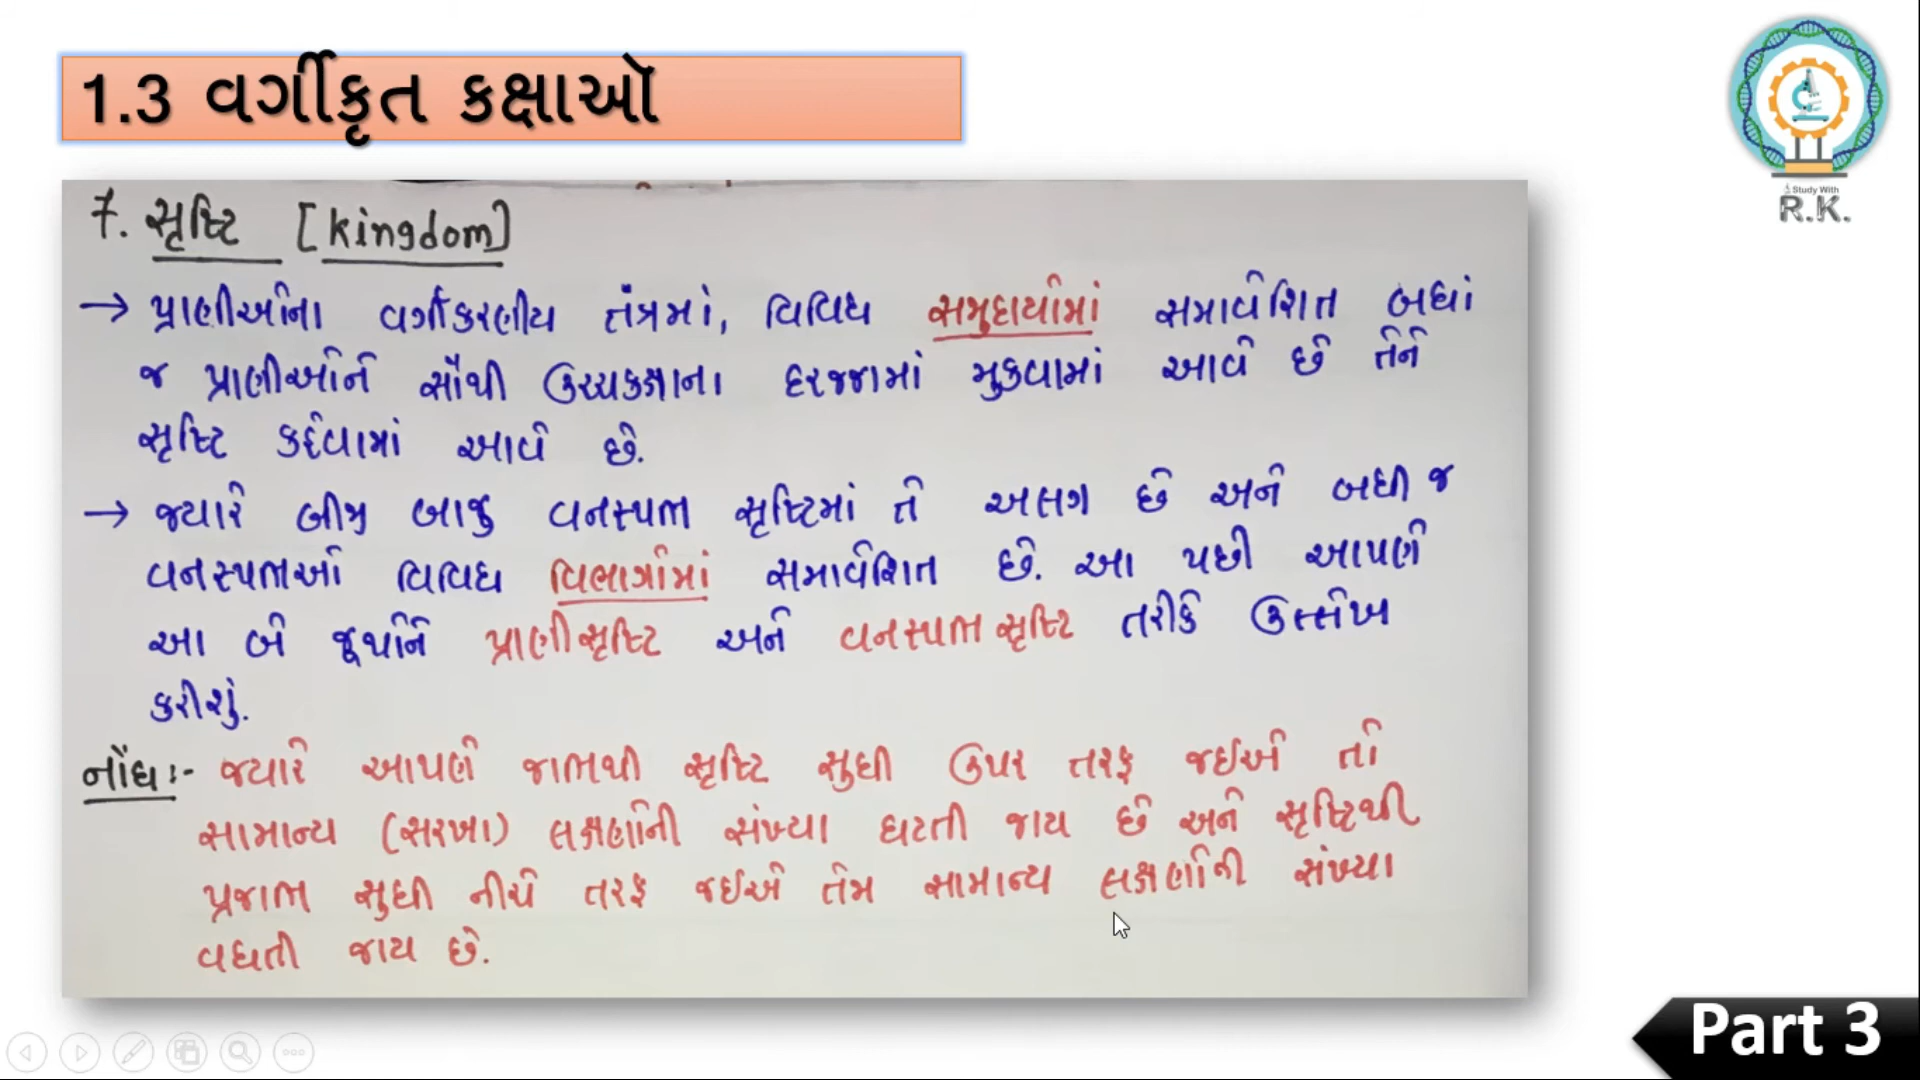 1.3 વર્ગીકૃત કક્ષાઓ
Study With
R.K.
7. સૃષ્ટિ [kingdom]
→ પ્રાણીઓના વર્ગીકરણીય તંત્રમાં, વિવિધ સમુદાયોમાં સમાવેશિત બધાં
જ પ્રાણીઓને સૌથી ઉચ્ચકક્ષાના દરજ્જામાં મુકવામાં આવે છે તેને
સૃષ્ટિ કહેવામાં આવે છે.
→ જ્યારે બીજી બાજુ વનસ્પતિ સૃષ્ટિમાં તે અલગ છે અને બધી જ
વનસ્પતિઓ વિવિધ વિભાગોમાં સમાવેશિત છે. આ પછી આપણે
આ બે જૂથોને પ્રાણીસૃષ્ટિ અને વનસ્પતિ સૃષ્ટિ તરીકે ઉલ્લેખ
કરીશું.
નોંધ:- જ્યારે આપણે જાતિથી સૃષ્ટિ સુધી ઉપર તરફ જઈએ તો
સામાન્ય (સરખા) લક્ષણોની સંખ્યા ઘટતી જાય છે અને સૃષ્ટિથી
પ્રજાતિ સુધી નીચે તરફ જઈએ તેમ સામાન્ય લક્ષણોની સંખ્યા
વધતી જાય છે.
Part 3